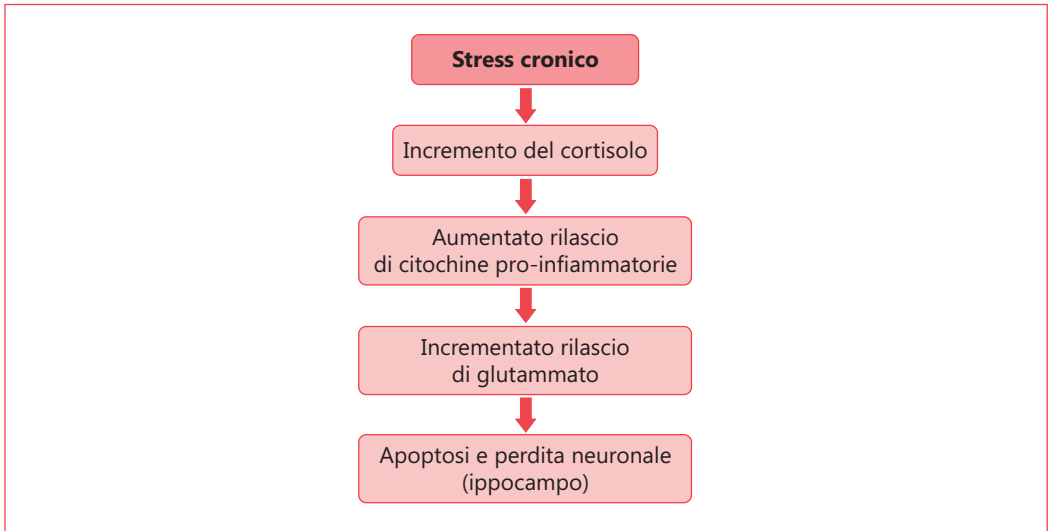 Stress cronico
Incremento del cortisolo
Aumentato rilascio
di citochine pro-infiammatorie
Incrementato rilascio
di glutammato
Apoptosi e perdita neuronale
(ippocampo)